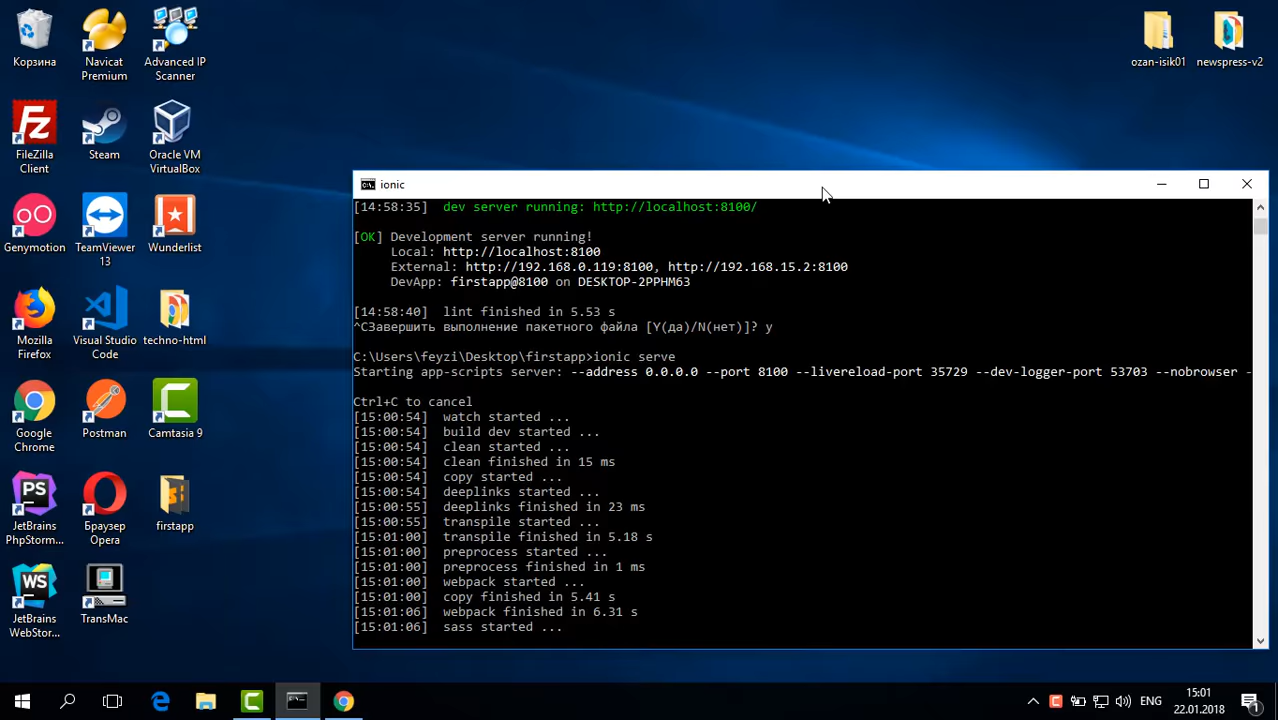 Корзина
Navicat
Premium
Advanced IP
Scanner
ozan-isik01
newspress-v2
FileZilla
Client
Steam
Oracle VM
VirtualBox
Genymotion
TeamViewer
13
Wunderlist
Mozilla
Firefox
Visual Studio
Code
techno-html
Google
Chrome
Postman
Camtasia 9
JetBrains
PhpStorm...
Браузер
Opera
firstapp
JetBrains
WebStor...
TransMac
ionic
[14:58:35] dev server running: http://localhost:8100/
[OK] Development server running!
Local: http://localhost:8100
External: http://192.168.0.119:8100, http://192.168.15.2:8100
DevApp: firstapp@8100 on DESKTOP-2PPHM63
[14:58:40] lint finished in 5.53 s
^CЗавершить выполнение пакетного файла [Y(да)/N(нет)]? y
C:\Users\feyzi\Desktop\firstapp>ionic serve
Starting app-scripts server: --address 0.0.0.0 --port 8100 --livereload-port 35729 --dev-logger-port 53703 --nobrowser -
Ctrl+C to cancel
[15:00:54] watch started ...
[15:00:54] build dev started ...
[15:00:54] clean started ...
[15:00:54] clean finished in 15 ms
[15:00:54] copy started ...
[15:00:54] deeplinks started ...
[15:00:55] deeplinks finished in 23 ms
[15:00:55] transpile started ...
[15:01:00] transpile finished in 5.18 s
[15:01:00] preprocess started ...
[15:01:00] preprocess finished in 1 ms
[15:01:00] webpack started ...
[15:01:00] copy finished in 5.41 s
[15:01:06] webpack finished in 6.31 s
[15:01:06] sass started ...
ENG
15:01
22.01.2018
1